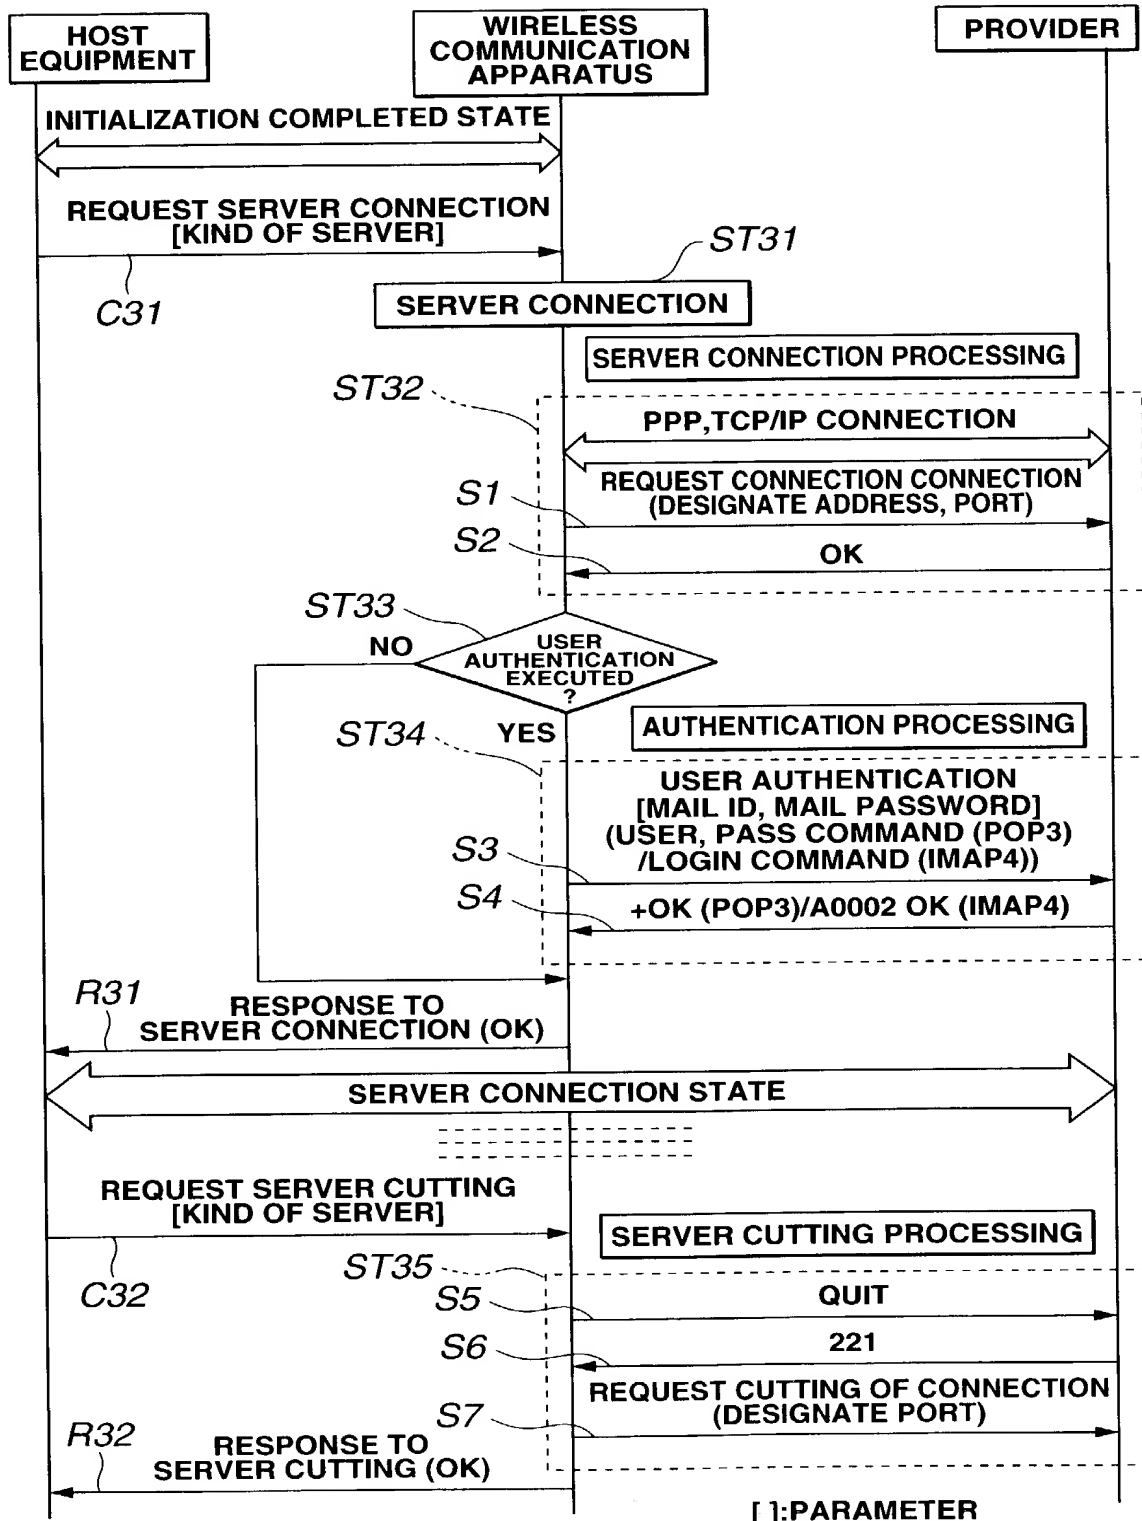 HOST
EQUIPMENT
WIRELESS
COMMUNICATION
APPARATUS
PROVIDER
INITIALIZATION COMPLETED STATE
REQUEST SERVER CONNECTION
[KIND OF SERVER]
ST31
C31
SERVER CONNECTION
SERVER CONNECTION PROCESSING
ST32
PPP,TCP/IP CONNECTION
REQUEST CONNECTION CONNECTION
(DESIGNATE ADDRESS, PORT)
S1
S2
OK
ST33
NO
USER
AUTHENTICATION
EXECUTED
?
YES
ST34
AUTHENTICATION PROCESSING
USER AUTHENTICATION
[MAIL ID, MAIL PASSWORD]
(USER, PASS COMMAND (POP3)
/LOGIN COMMAND (IMAP4))
S3
S4
+OK (POP3)/A0002 OK (IMAP4)
R31
RESPONSE TO
SERVER CONNECTION (OK)
SERVER CONNECTION STATE
REQUEST SERVER CUTTING
[KIND OF SERVER]
SERVER CUTTING PROCESSING
C32
ST35
S5
QUIT
S6
221
REQUEST CUTTING OF CONNECTION
(DESIGNATE PORT)
S7
R32
RESPONSE TO
SERVER CUTTING (OK)
[ ]:PARAMETER